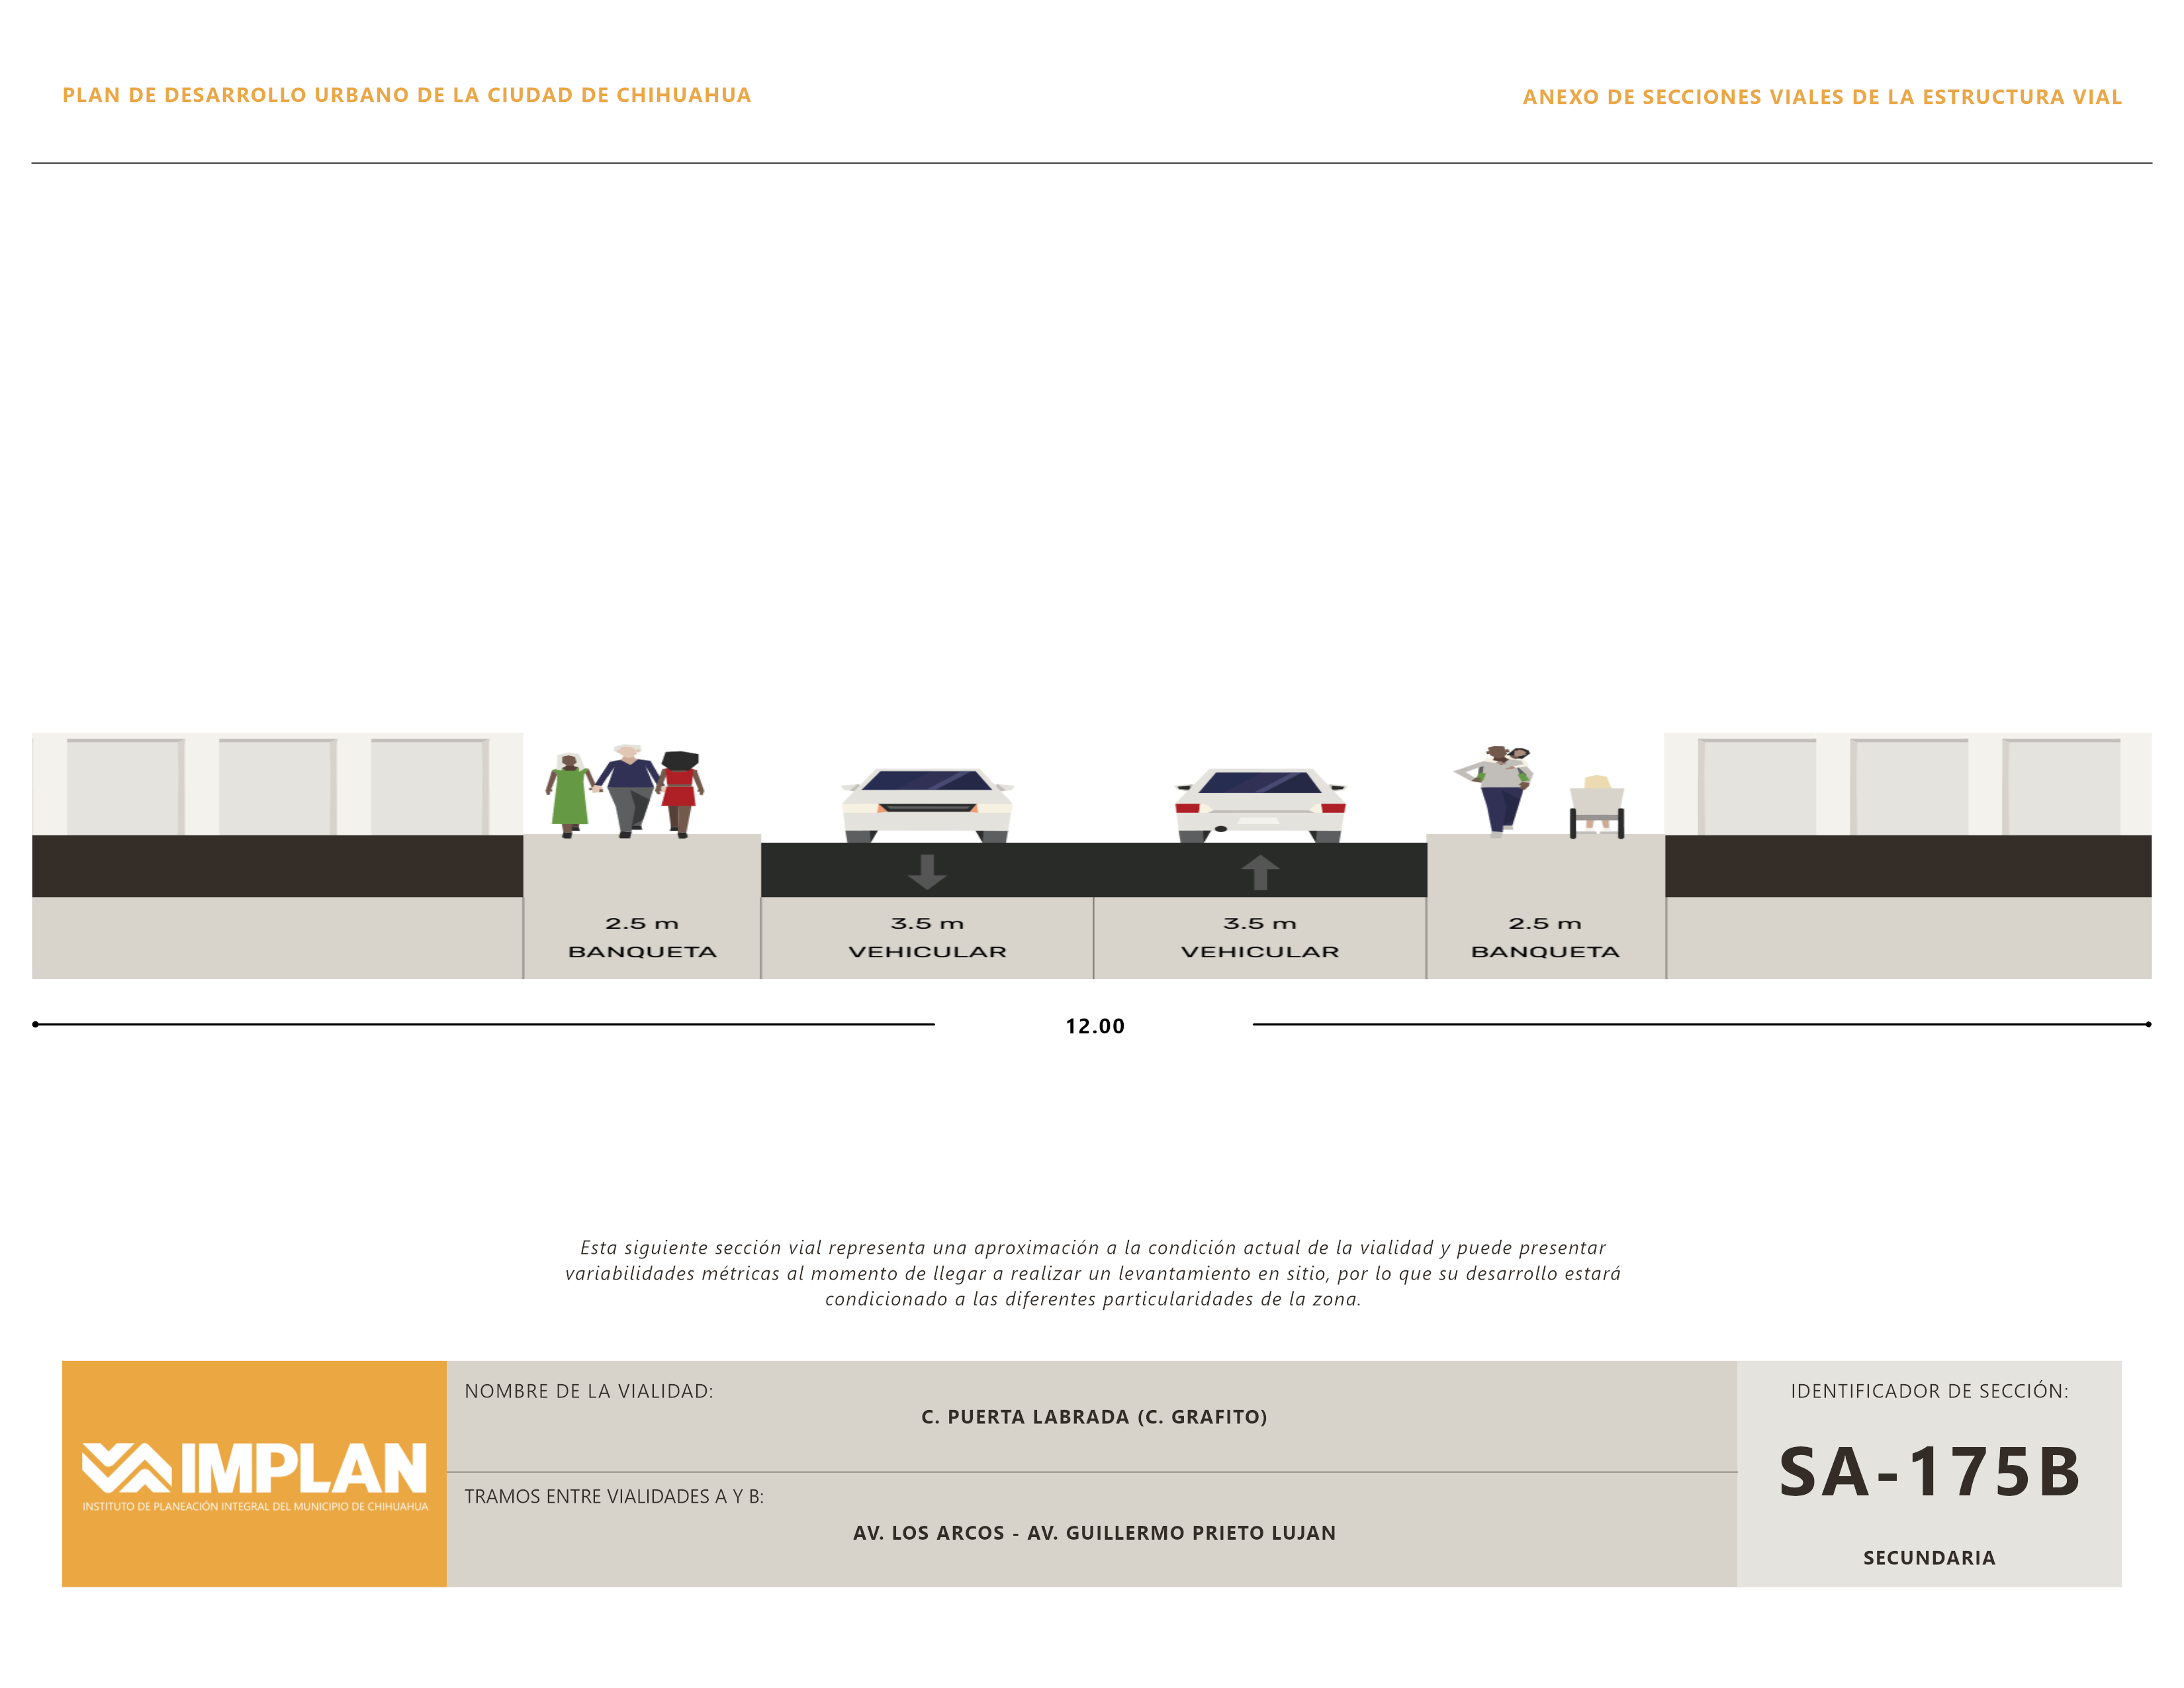 PLAN DE DESARROLLO URBANO DE LA CIUDAD DE CHIHUAHUA
ANEXO DE SECCIONES VIALES DE LA ESTRUCTURA VIAL
2.5 m
BANQUETA
3.5 m
VEHICULAR
3.5 m
VEHICULAR
2.5 m
BANQUETA
12.00
Esta siguiente sección vial representa una aproximación a la condición actual de la vialidad y puede presentar
variabilidades métricas al momento de llegar a realizar un levantamiento en sitio, por lo que su desarrollo estará
condicionado a las diferentes particularidades de la zona.
IMPLAN
INSTITUTO DE PLANEACIÓN INTEGRAL DEL MUNICIPIO DE CHIHUAHUA
NOMBRE DE LA VIALIDAD:
C. PUERTA LABRADA (C. GRAFITO)
TRAMOS ENTRE VIALIDADES A Y B:
AV. LOS ARCOS - AV. GUILLERMO PRIETO LUJAN
IDENTIFICADOR DE SECCIÓN:
SA-175B
SECUNDARIA